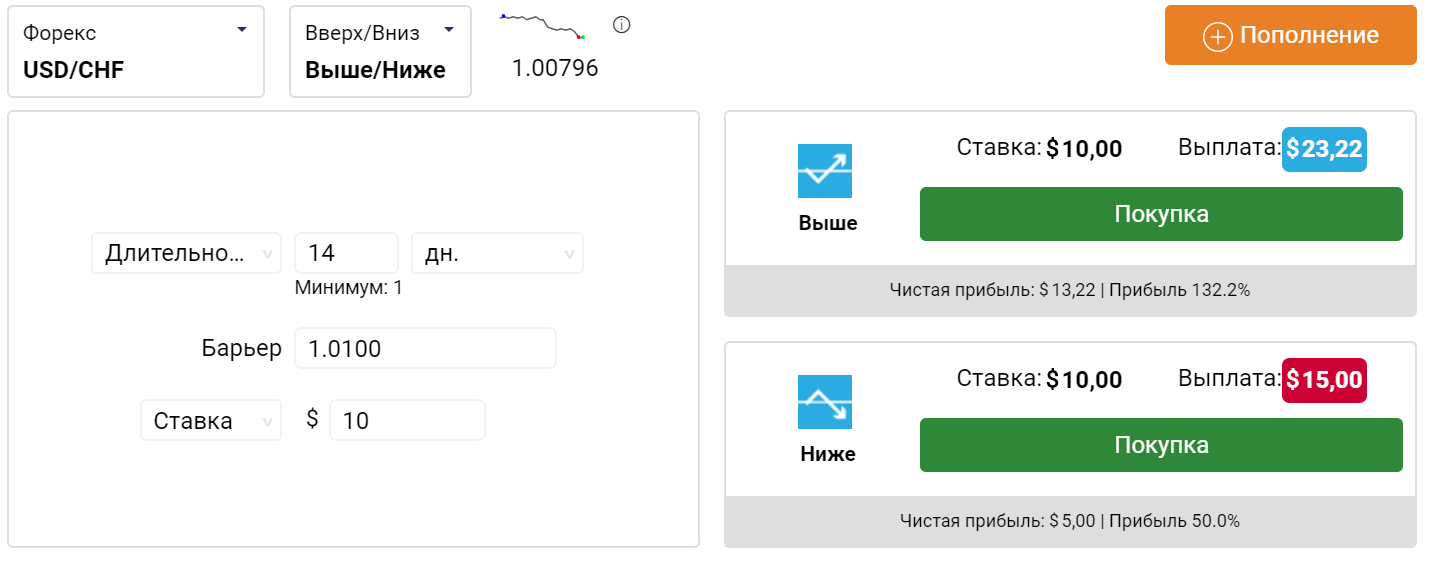 Форекс
USD/CHF
Вверх/Вниз
Выше/Ниже
1.00796
Пополнение
Длительно...
14
дн.
Минимум: 1
Барьер
1.0100
Ставка
$
10
Выше
Ставка: $10,00
Выплата: $23,22
Покупка
Чистая прибыль: $13,22 | Прибыль 132.2%
Ниже
Ставка: $10,00
Выплата: $15,00
Покупка
Чистая прибыль: $5,00 | Прибыль 50.0%